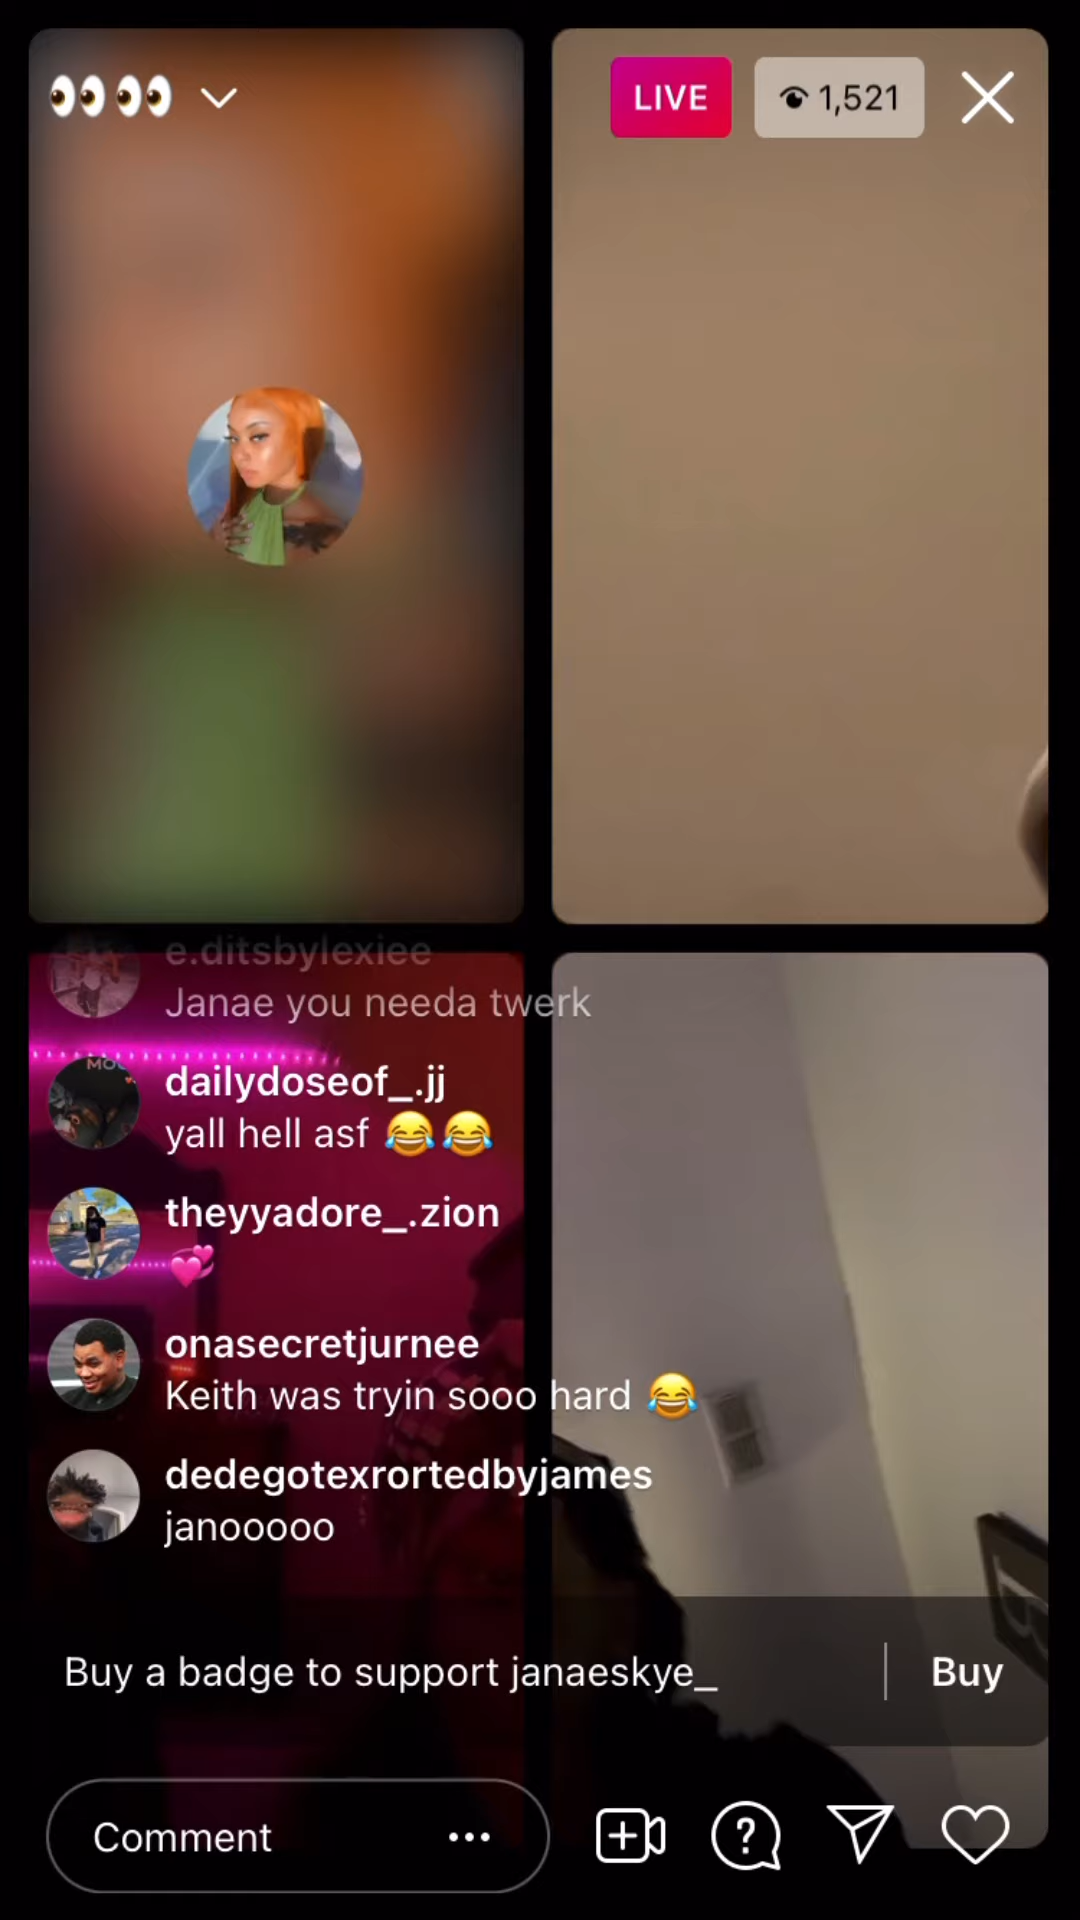 👀👀
LIVE
1,521
e.ditsbylexiee
Janae you needa twerk
dailydoseof_.jj
yall hell asf 😂😂
theyyadore_.zion
💞
onasecretjurnee
Keith was tryin sooo hard 😂
dedegotexrortedbyjames
janooooo
Buy a badge to support janaeskye_
Buy
Comment